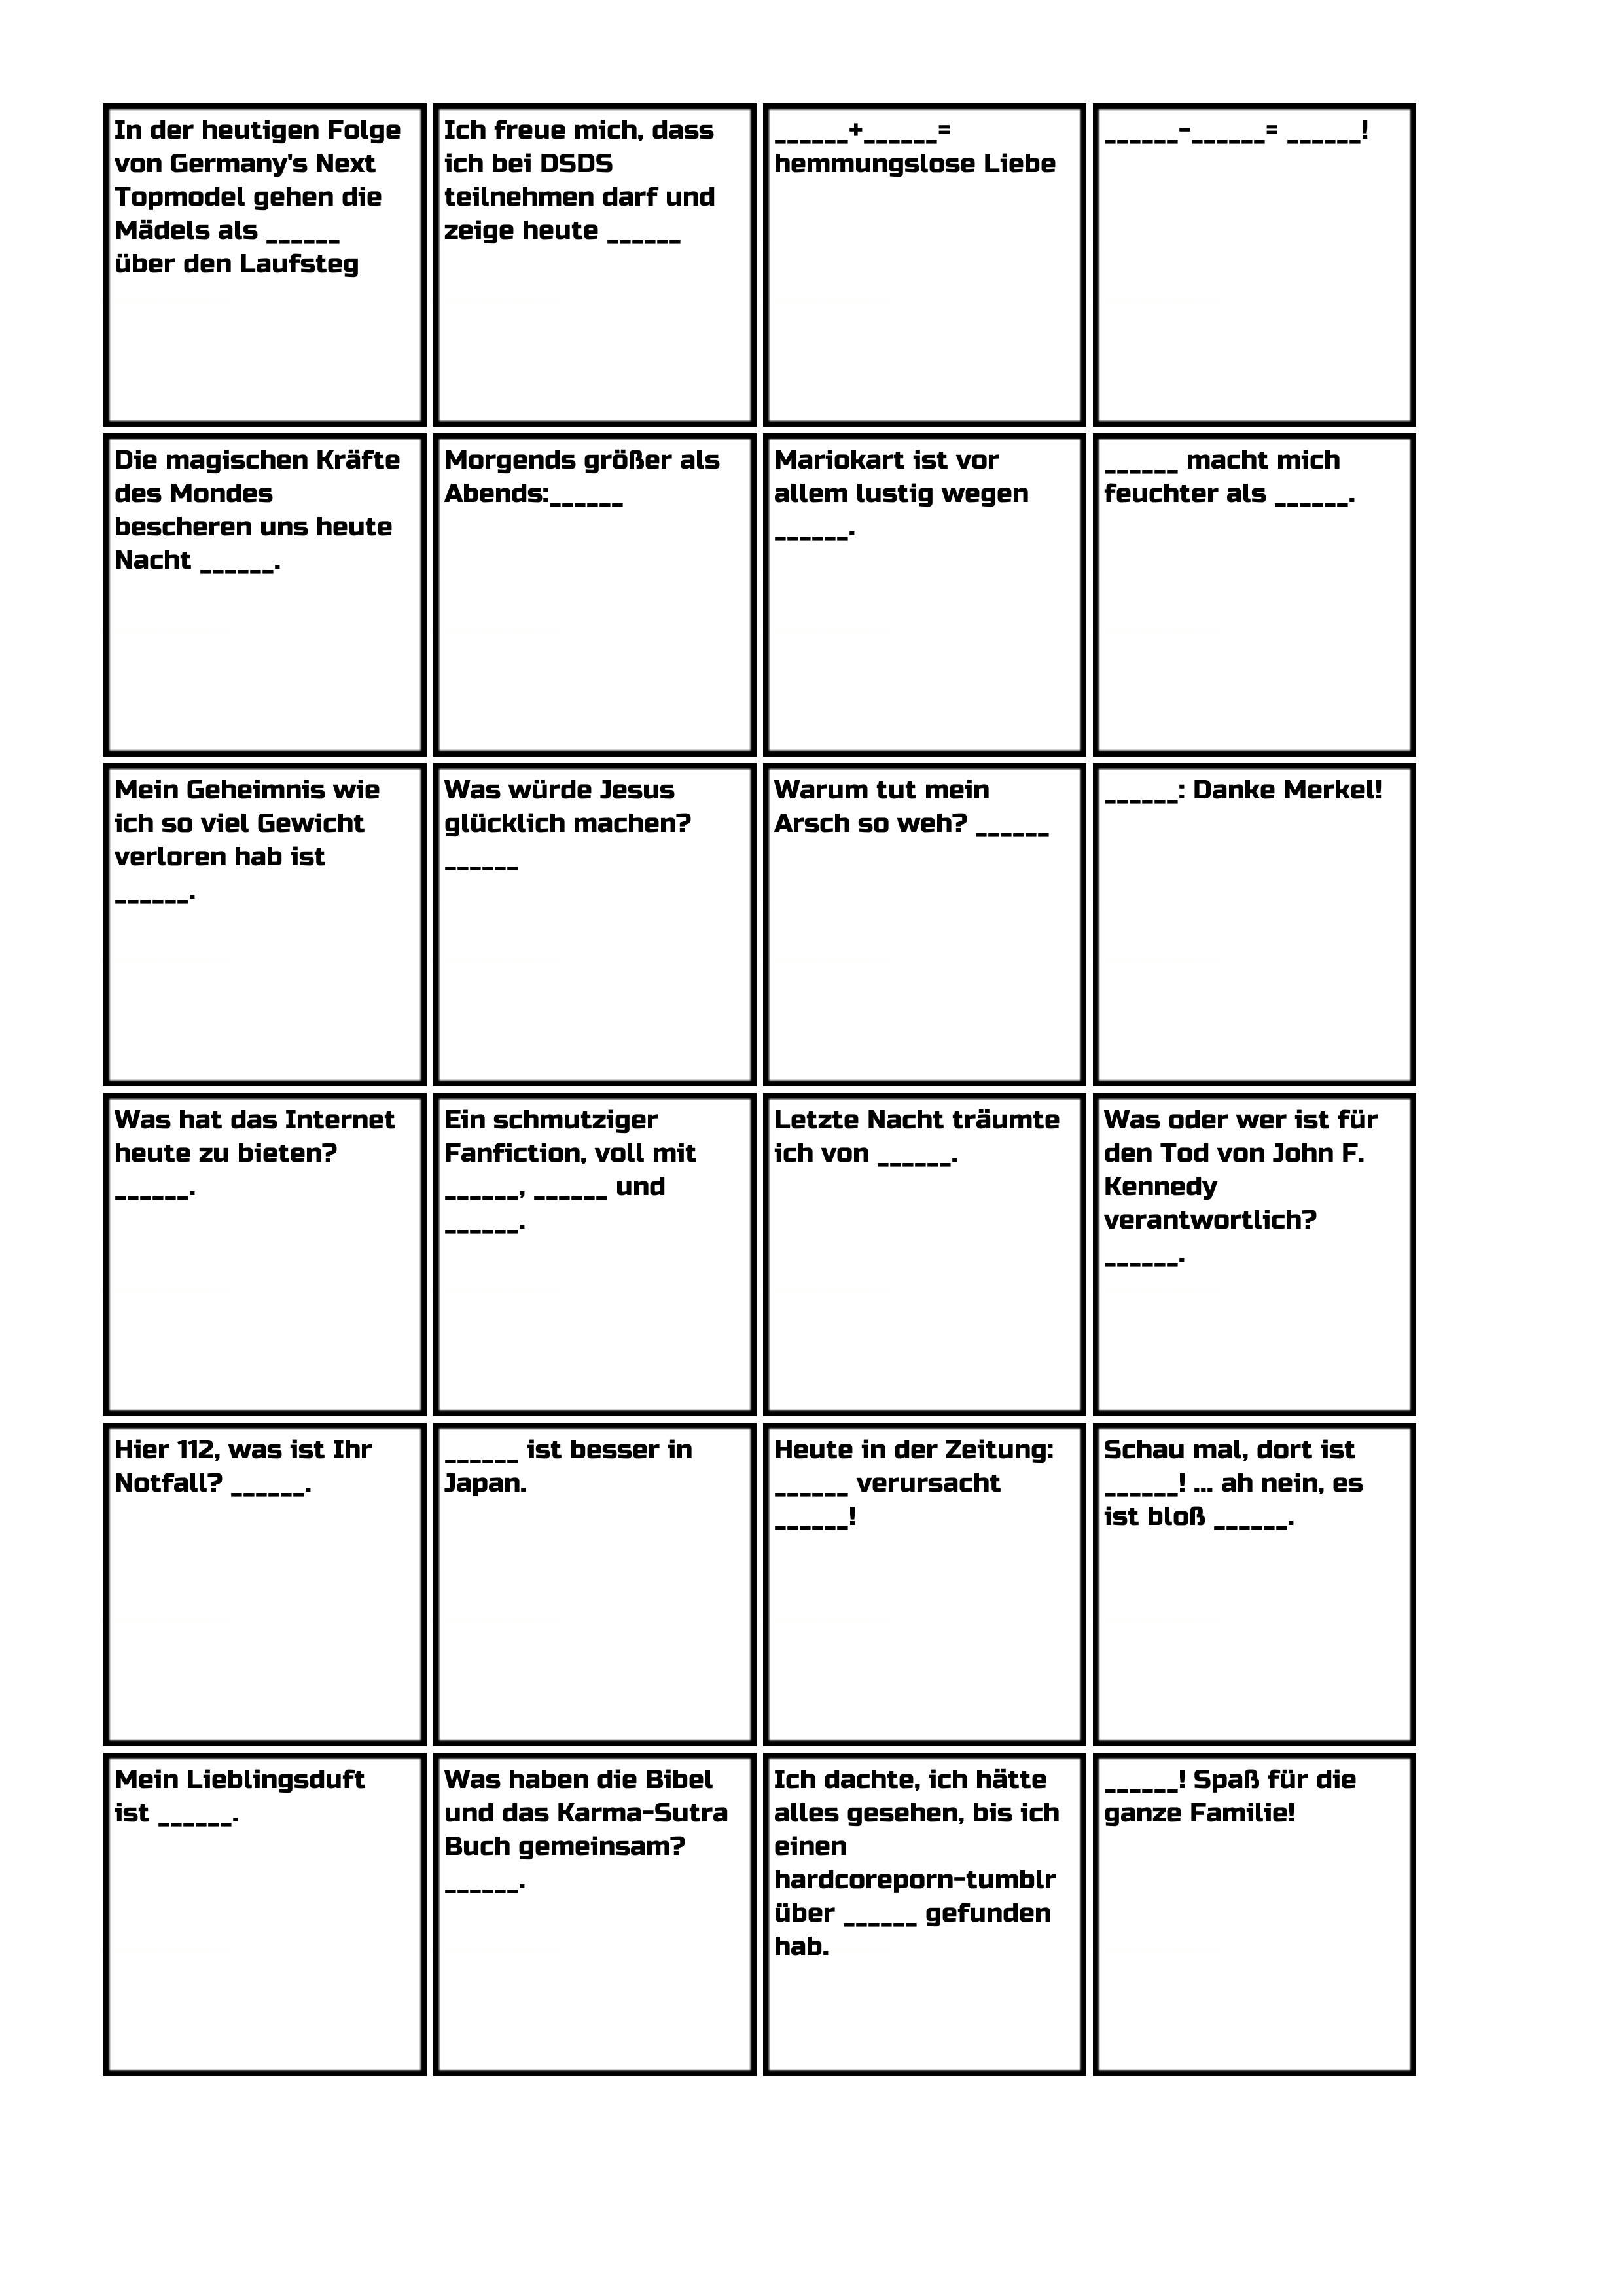 In der heutigen Folge
von Germany's Next
Topmodel gehen die
Mädels als ______
über den Laufsteg
Ich freue mich, dass
ich bei DSDS
teilnehmen darf und
zeige heute ______
______+______=
hemmungslose Liebe
______-______= ______!
Die magischen Kräfte
des Mondes
bescheren uns heute
Nacht ______.
Morgends größer als
Abends:______
Mariokart ist vor
allem lustig wegen
______.
______ macht mich
feuchter als ______.
Mein Geheimnis wie
ich so viel Gewicht
verloren hab ist
______.
Was würde Jesus
glücklich machen?
______
Warum tut mein
Arsch so weh? ______
______: Danke Merkel!
Was hat das Internet
heute zu bieten?
______.
Ein schmutziger
Fanfiction, voll mit
______, ______ und
______.
Letzte Nacht träumte
ich von ______.
Was oder wer ist für
den Tod von John F.
Kennedy
verantwortlich?
______.
Hier 112, was ist Ihr
Notfall? ______.
______ ist besser in
Japan.
Heute in der Zeitung:
______ verursacht
______!
Schau mal, dort ist
______! ... ah nein, es
ist bloß ______.
Mein Lieblingsduft
ist ______.
Was haben die Bibel
und das Karma-Sutra
Buch gemeinsam?
______.
Ich dachte, ich hätte
alles gesehen, bis ich
einen
hardcoreporn-tumblr
über ______ gefunden
hab.
______! Spaß für die
ganze Familie!